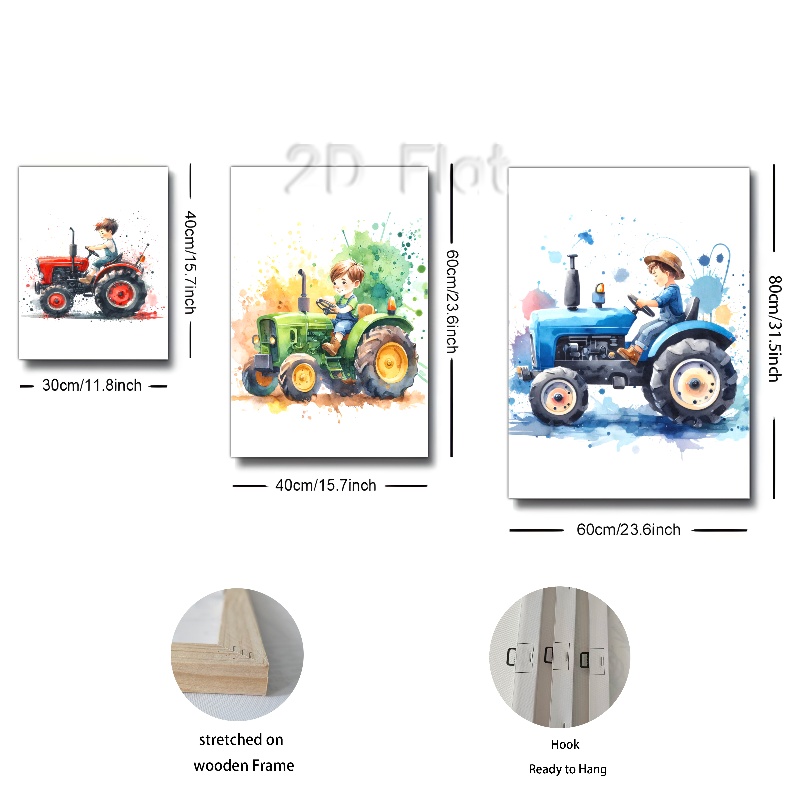 2D Flat
40cm/15.7inch
30cm/11.8inch
60cm/23.6inch
40cm/15.7inch
80cm/31.5inch
60cm/23.6inch
stretched on
wooden Frame
Hook
Ready to Hang